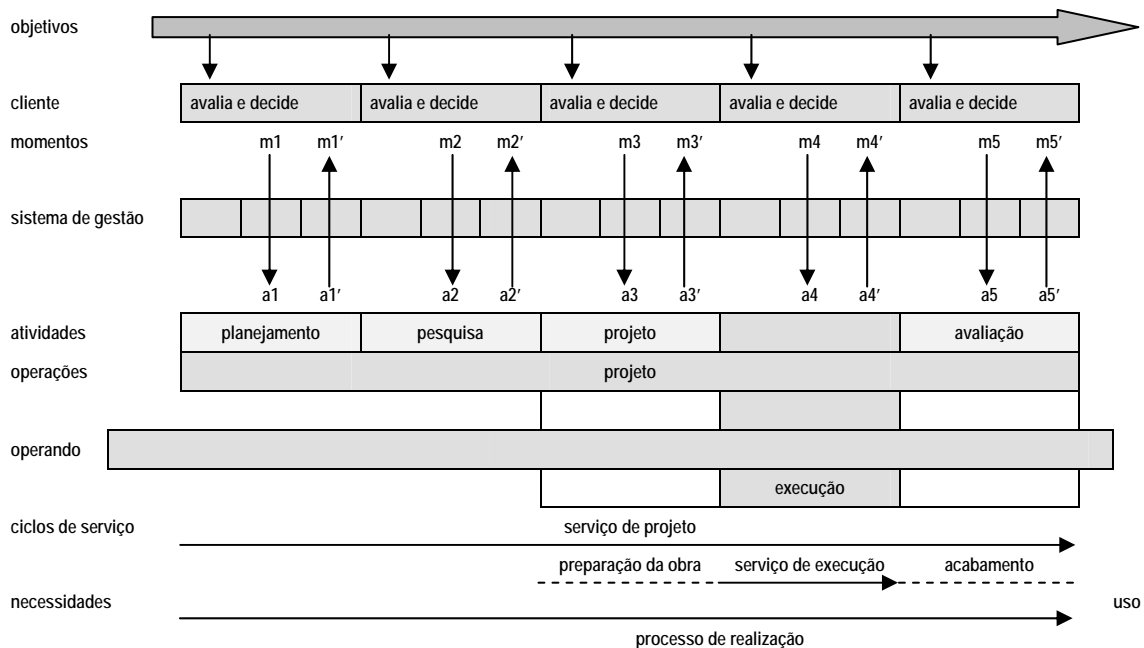 objetivos
cliente avalia e decide avalia e decide avalia e decide avalia e decide avalia e decide
momentos m1 m1' m2 m2' m3 m3' m4 m4' m5 m5'
sistema de gestão
a1 a1' a2 a2' a3 a3' a4 a4' a5 a5'
atividades planejamento pesquisa projeto avaliação
operações projeto
operando
execução
ciclos de serviço serviço de projeto
preparação da obra serviço de execução acabamento
necessidades uso
processo de realização